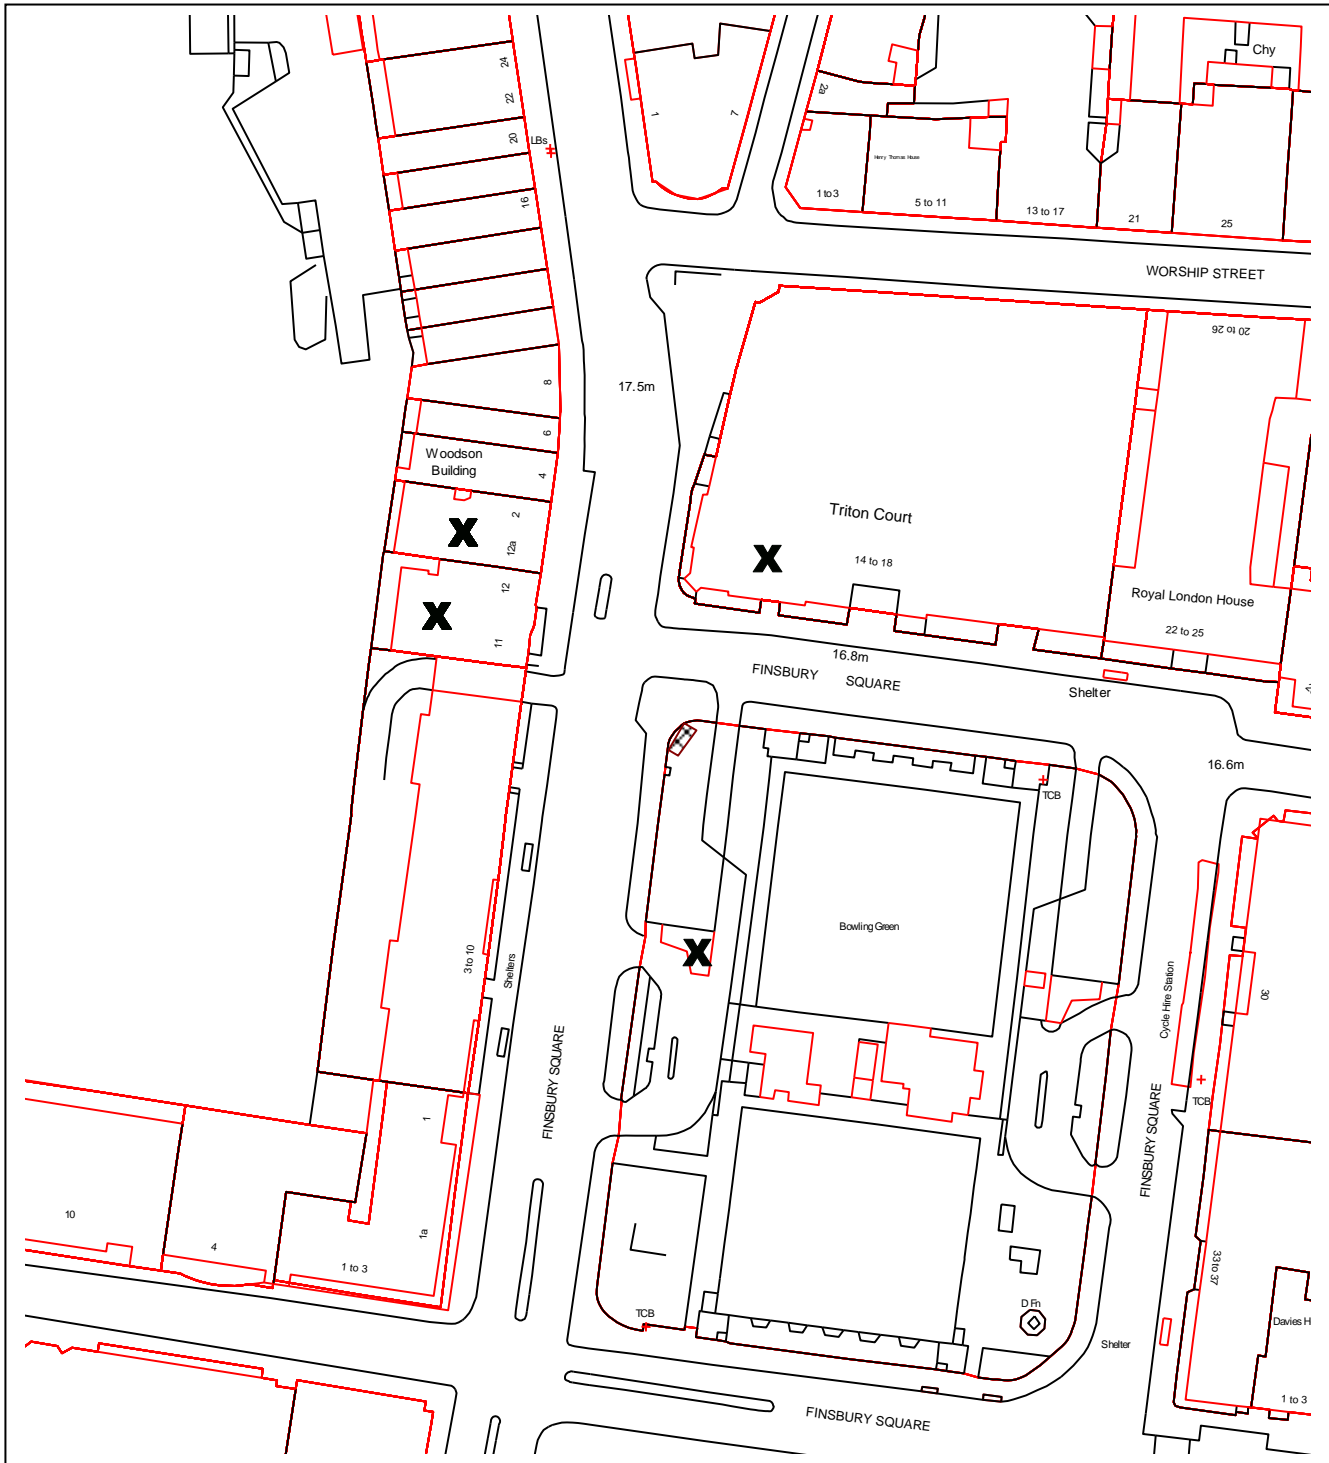 Chy
24
22
20
LBs
16
1
7
2a
Henry Thomas House
1 to 3
5 to 11
13 to 17
21
25
WORSHIP STREET
20 to 26
17.5m
8
6
4
Woodson
Building
2
12a
X
12
11
X
Triton Court
14 to 18
X
Royal London House
22 to 25
16.8m
FINSBURY SQUARE
Shelter
16.6m
TCB
Bowling Green
X
3 to 10
Shelters
FINSBURY SQUARE
Cycle Hire Station
30
TCB
FINSBURY SQUARE
1
1a
10
4
1 to 3
TCB
D Fn
Shelter
33 to 37
Davies H
1 to 3
FINSBURY SQUARE